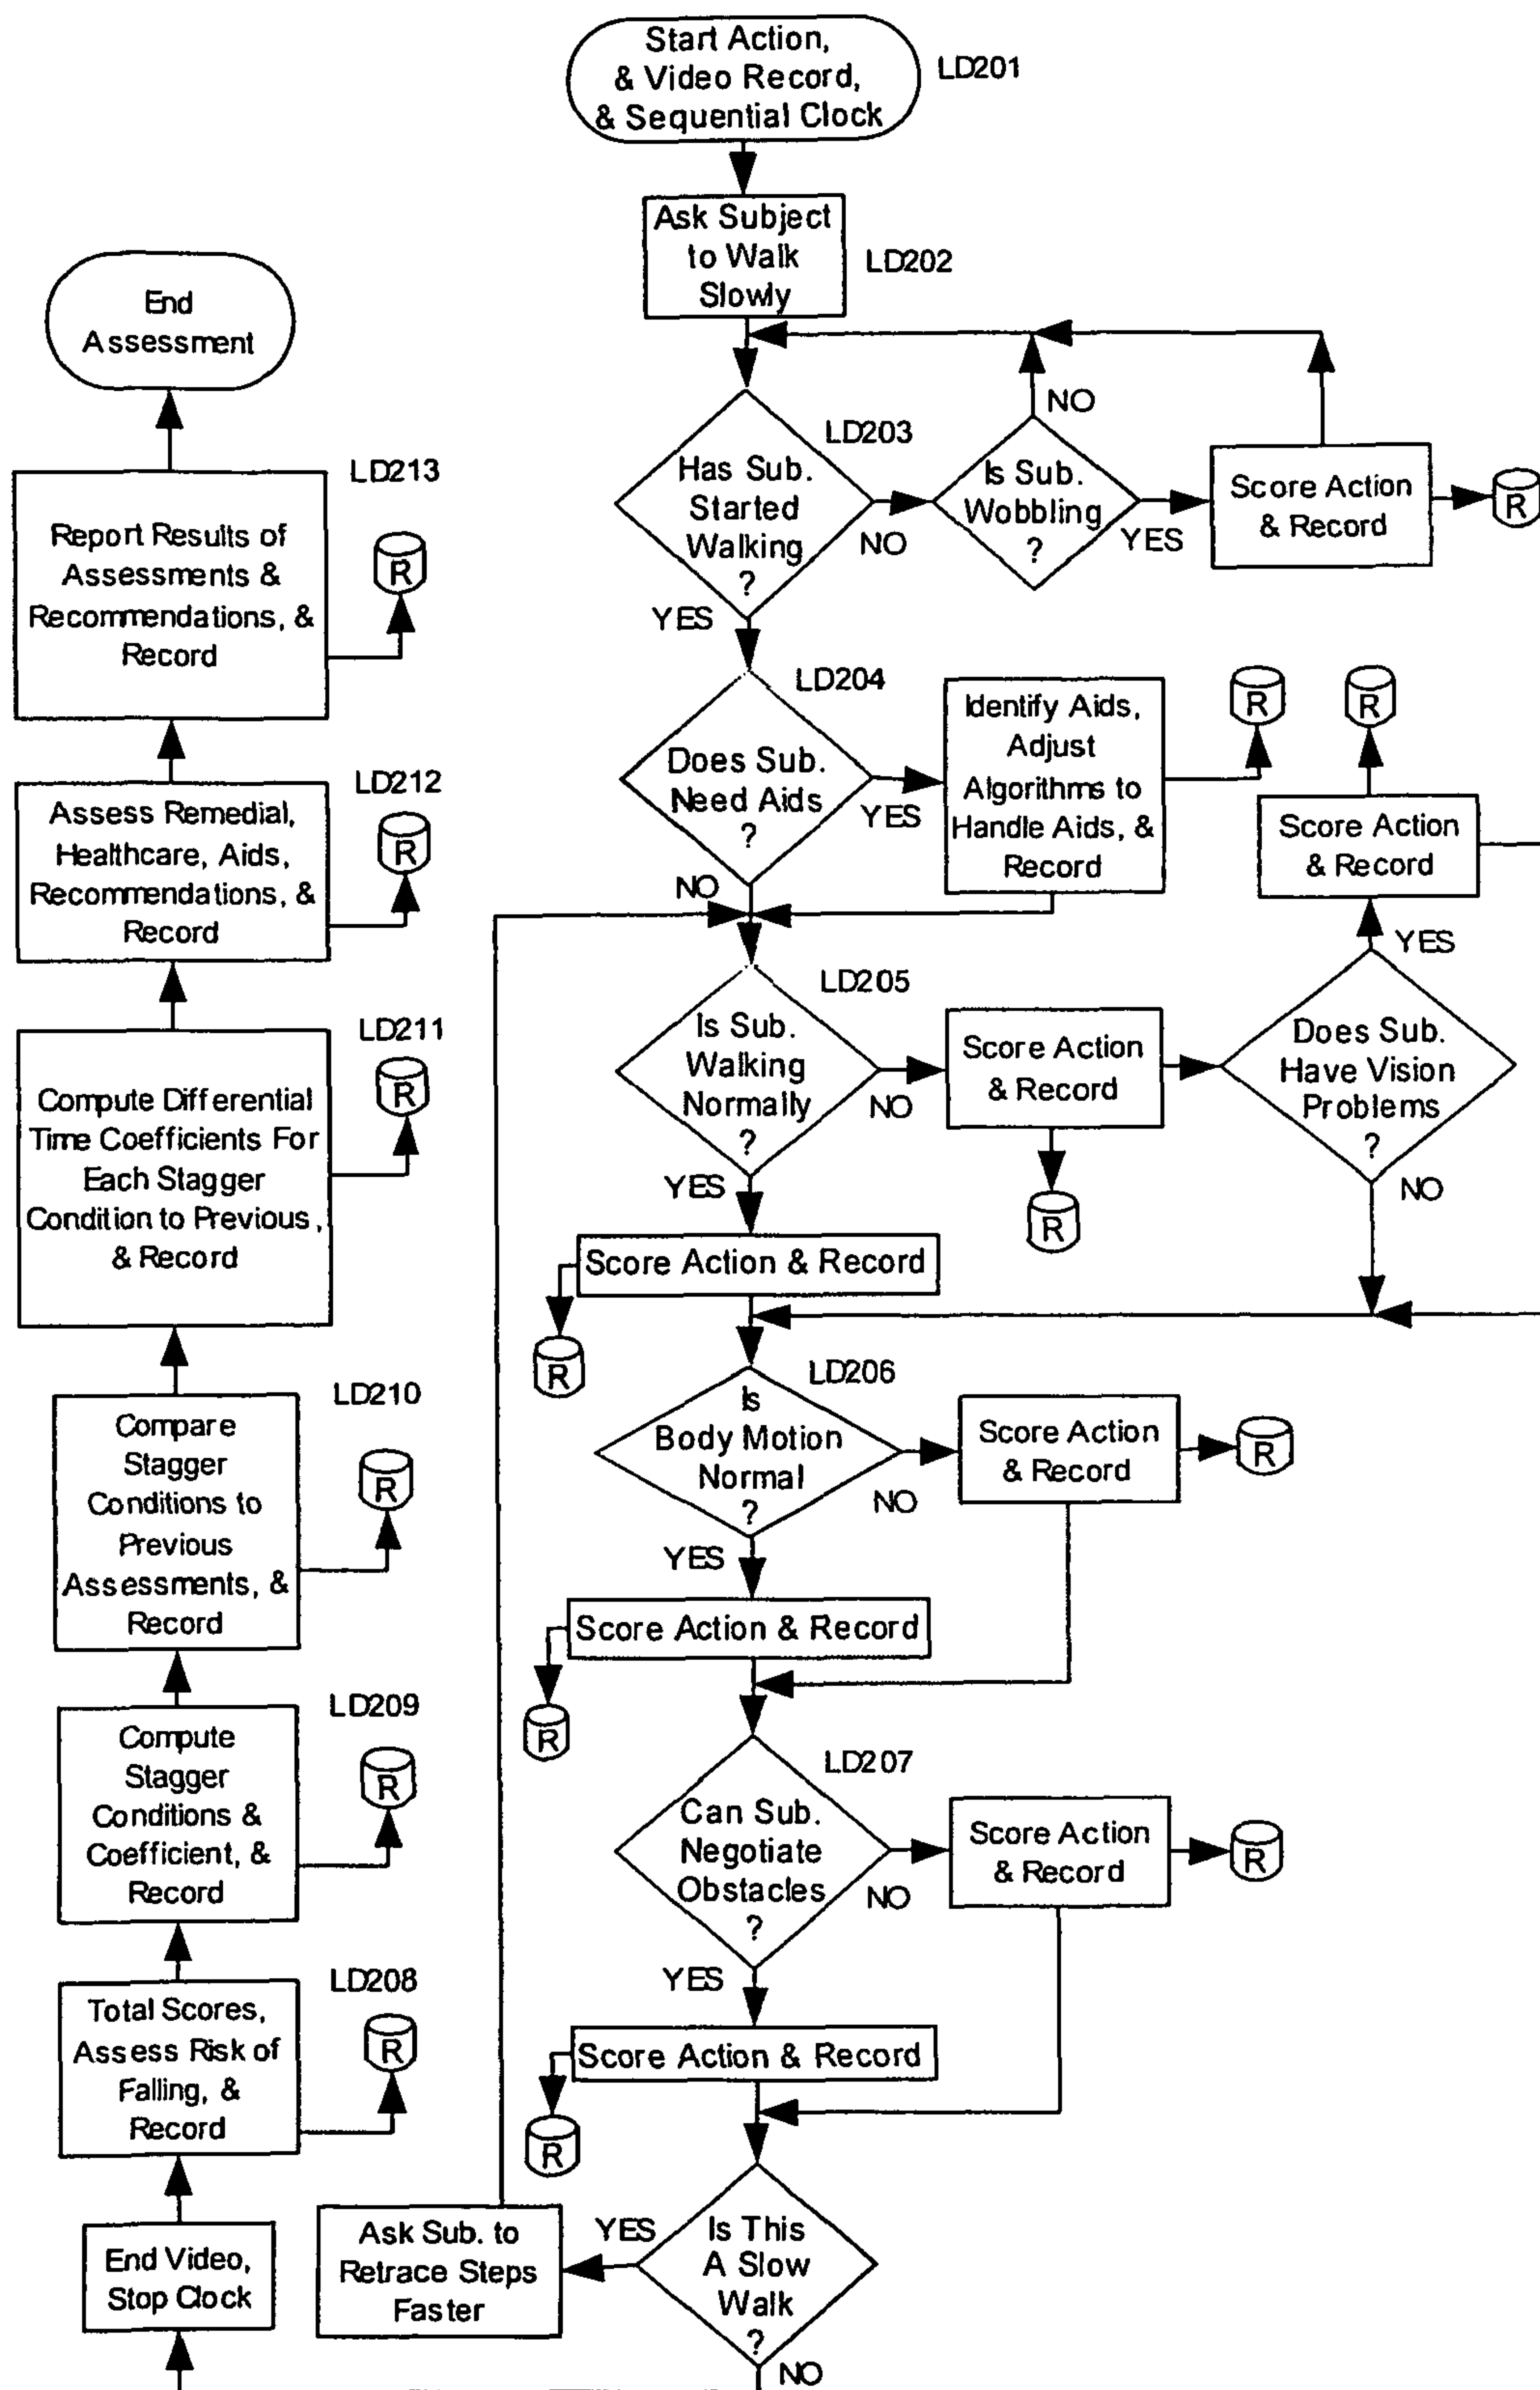 Start Action,
& Video Record,
& Sequential Clock
LD201
Ask Subject
to Walk
Slowly
LD202
LD203
Has Sub.
Started
Walking
?
NO
YES
Is Sub.
Wobbling
?
NO
YES
Score Action
& Record
R
LD204
Does Sub.
Need Aids
?
YES
NO
Identify Aids,
Adjust
Algorithms to
Handle Aids, &
Record
R
LD205
Is Sub.
Walking
Normally
?
NO
YES
Score Action
& Record
R
Does Sub.
Have Vision
Problems
?
YES
NO
Score Action
& Record
R
Score Action & Record
R
LD206
Is
Body Motion
Normal
?
NO
YES
Score Action
& Record
R
Score Action & Record
R
LD207
Can Sub.
Negotiate
Obstacles
?
NO
YES
Score Action
& Record
R
Score Action & Record
R
Is This
A Slow
Walk
?
YES
NO
Ask Sub. to
Retrace Steps
Faster
End Video,
Stop Clock
LD208
Total Scores,
Assess Risk of
Falling, &
Record
R
LD209
Compute
Stagger
Conditions &
Coefficient, &
Record
R
LD210
Compare
Stagger
Conditions to
Previous
Assessments, &
Record
R
LD211
Compute Differential
Time Coefficients For
Each Stagger
Condition to Previous,
& Record
R
LD212
Assess Remedial,
Healthcare, Aids,
Recommendations, &
Record
R
LD213
Report Results of
Assessments &
Recommendations, &
Record
R
End
Assessment